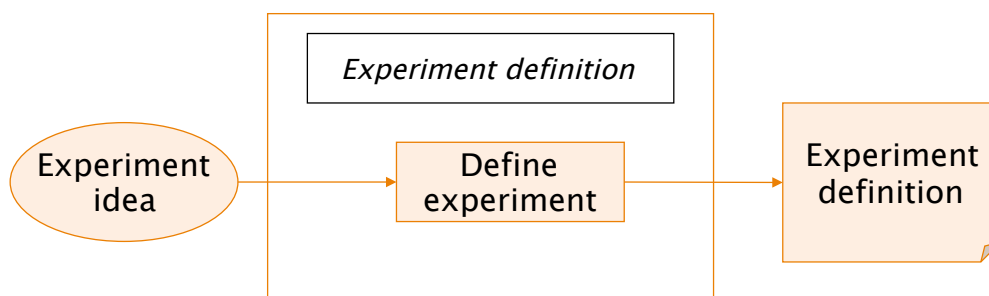 Experiment definition
Experiment
idea
Define
experiment
Experiment
definition